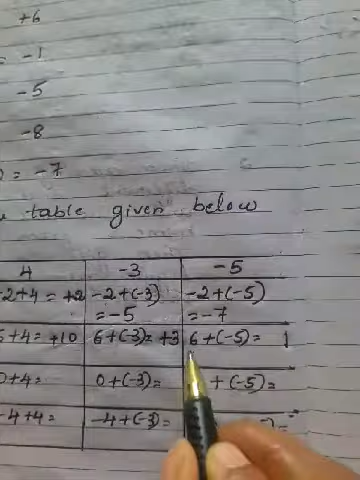 +6
= -1
-5
-8
= -7
table given below
4 -3 -5
-2+4= +2 -2+(-3) = -5 -2+(-5) = -7
6+4= +10 6+(-3)= +3 6+(-5)= 1
0+4= 0+(-3)= +(-5)=
-4+4= -4+(-3)=